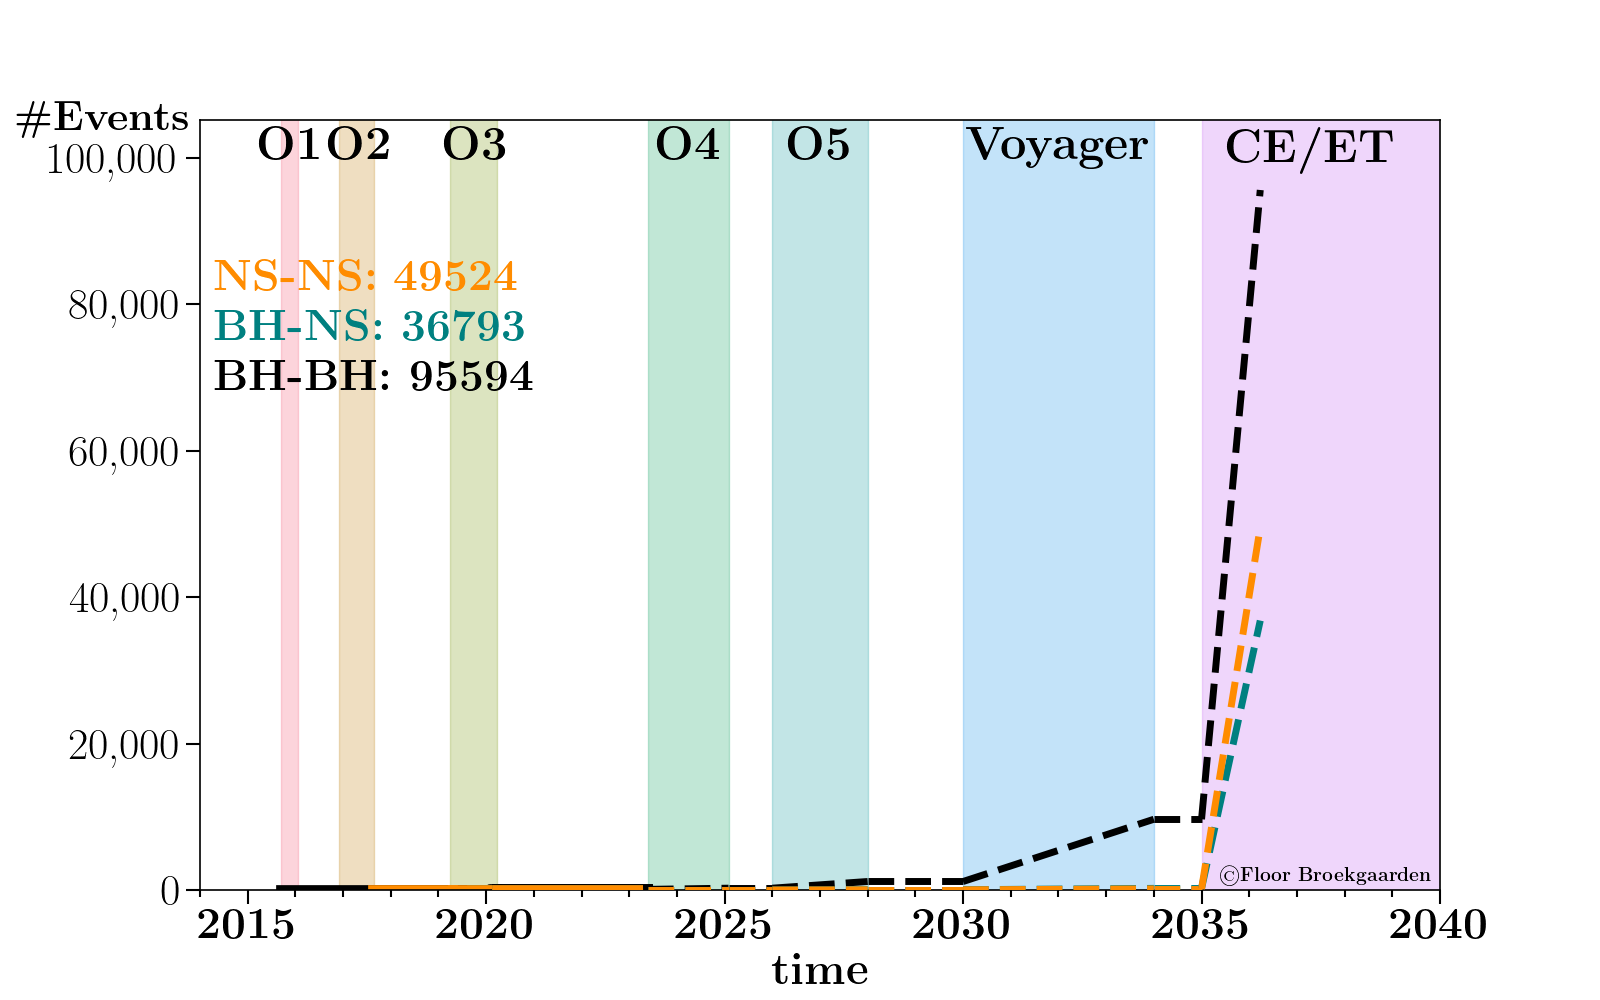 #Events
O1 O2 O3 O4 O5 Voyager CE/ET
100,000
NS-NS: 49524
80,000
BH-NS: 36793
BH-BH: 95594
60,000
40,000
20,000
©Floor Broekgaarden
0
2015 2020 2025 2030 2035 2040
time